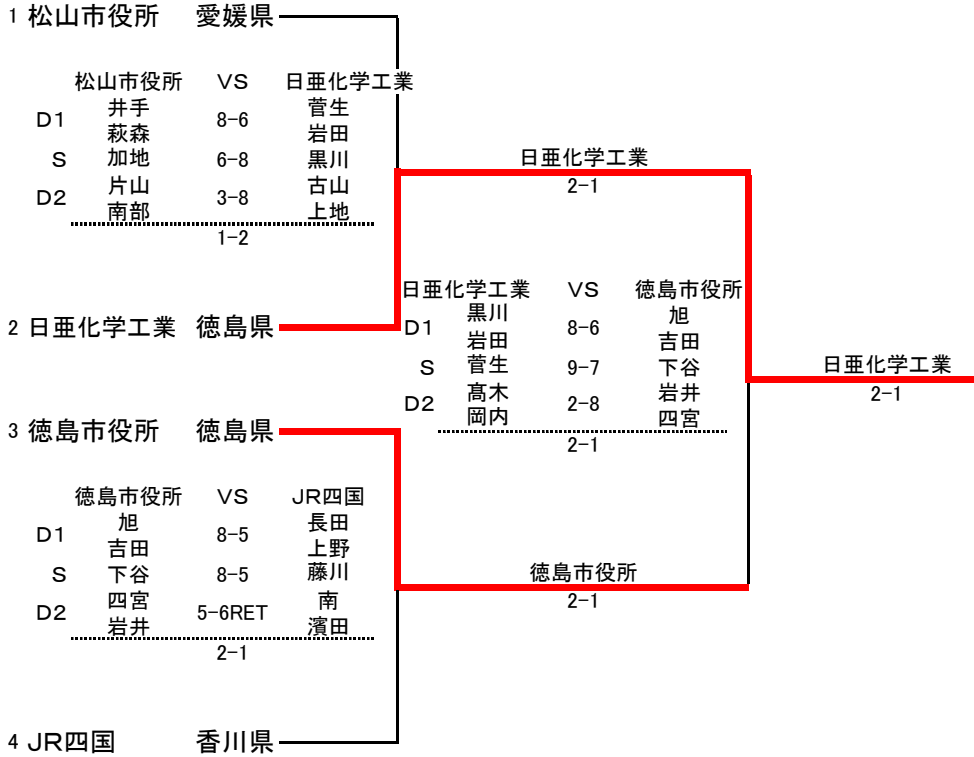 1 松山市役所 愛媛県
松山市役所 VS 日亜化学工業
D1 井手 萩森 8-6 菅生 岩田
S 加地 6-8 黒川
D2 片山 南部 3-8 古山 上地
1-2
2 日亜化学工業 徳島県
日亜化学工業
2-1
日亜化学工業 VS 徳島市役所
D1 黒川 岩田 8-6 旭 吉田
S 菅生 9-7 下谷
D2 髙木 岡内 2-8 岩井 四宮
2-1
日亜化学工業
2-1
3 徳島市役所 徳島県
徳島市役所 VS JR四国
D1 旭 吉田 8-5 長田 上野
S 下谷 8-5 藤川
D2 四宮 岩井 5-6RET 南 濱田
2-1
徳島市役所
2-1
4 JR四国 香川県